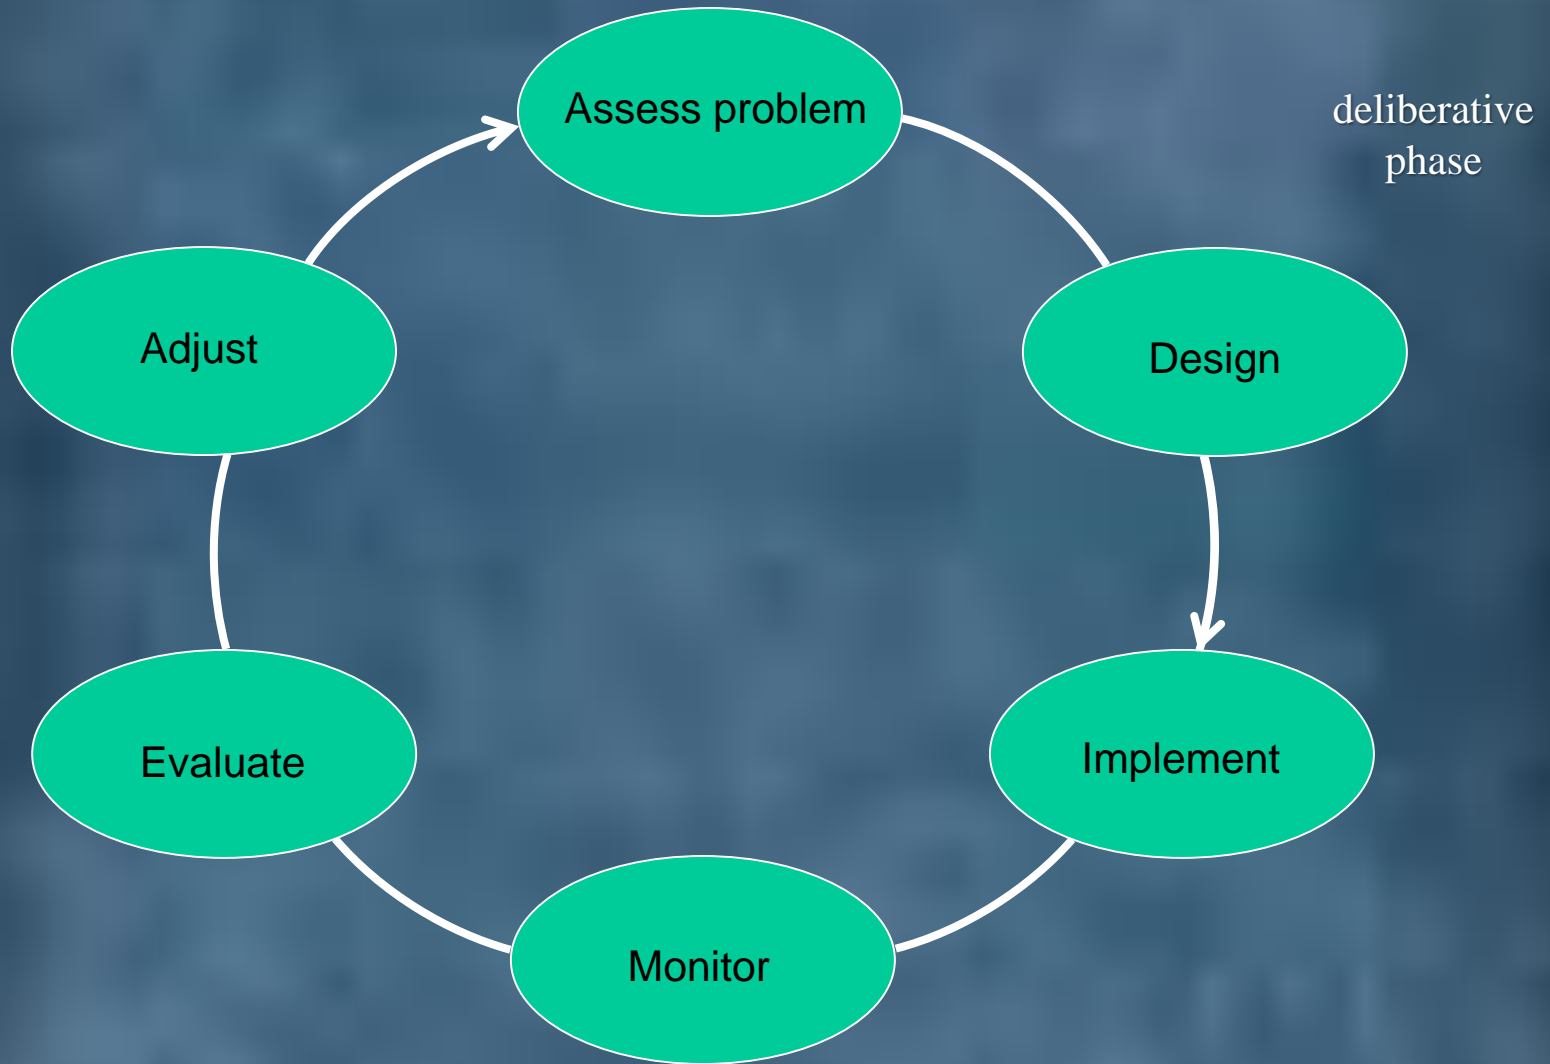 Assess problem
deliberative
phase
Adjust
Design
Evaluate
Implement
Monitor